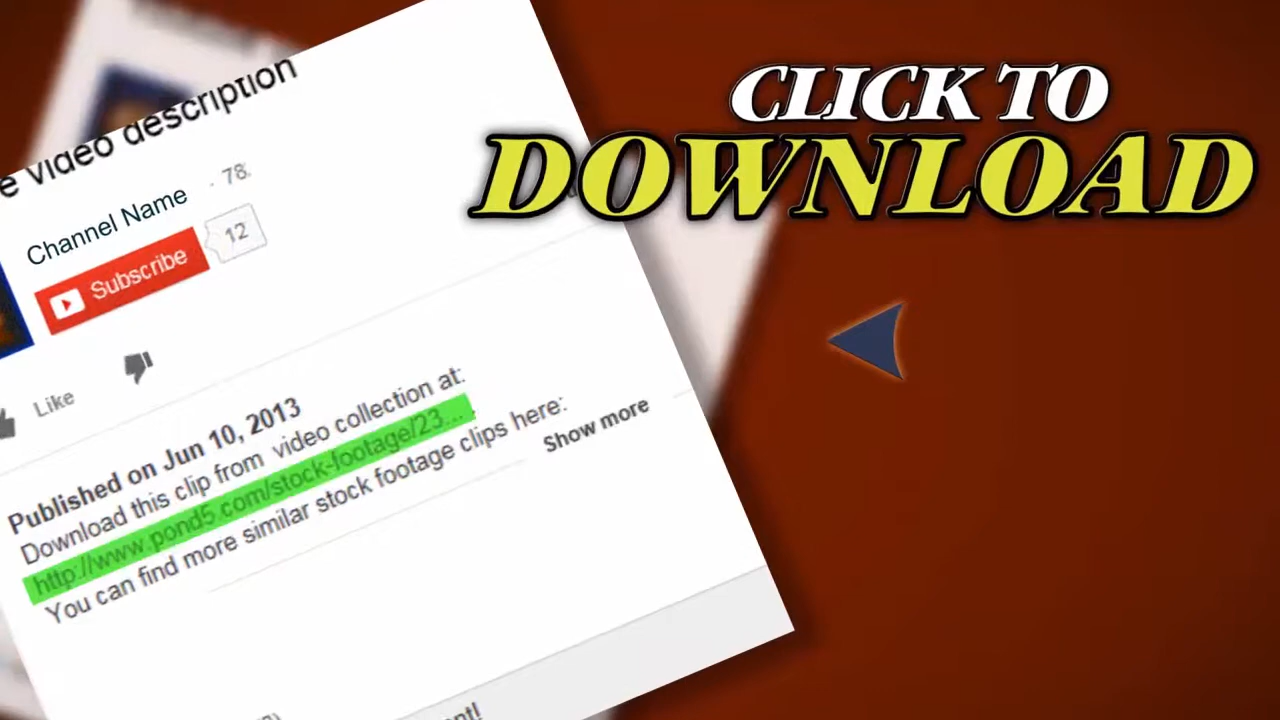 CLICK TO
DOWNLOAD
e video description
Channel Name
78
Subscribe
12
Like
Published on Jun 10, 2013
Download this clip from video collection at:
http://www.pond5.com/stock-footage/23...
You can find more similar stock footage clips here:
Show more